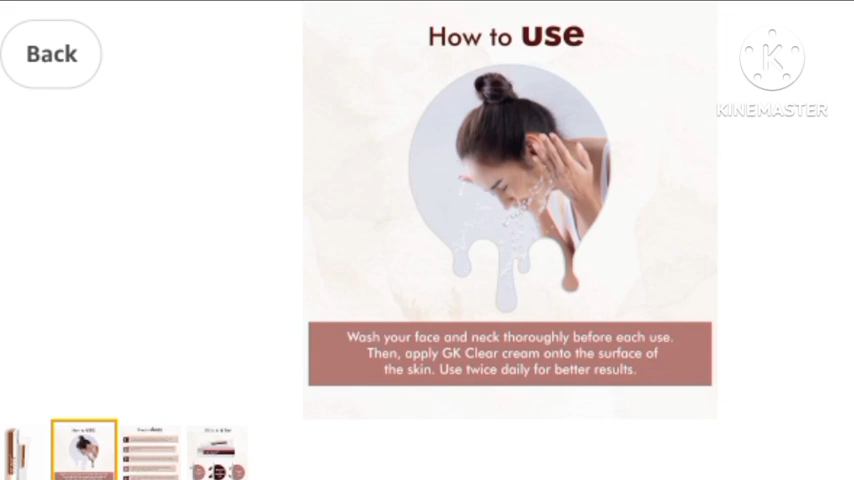 Back
How to use
KINEMASTER
Wash your face and neck thoroughly before each use.
Then, apply GK Clear cream onto the surface of
the skin. Use twice daily for better results.